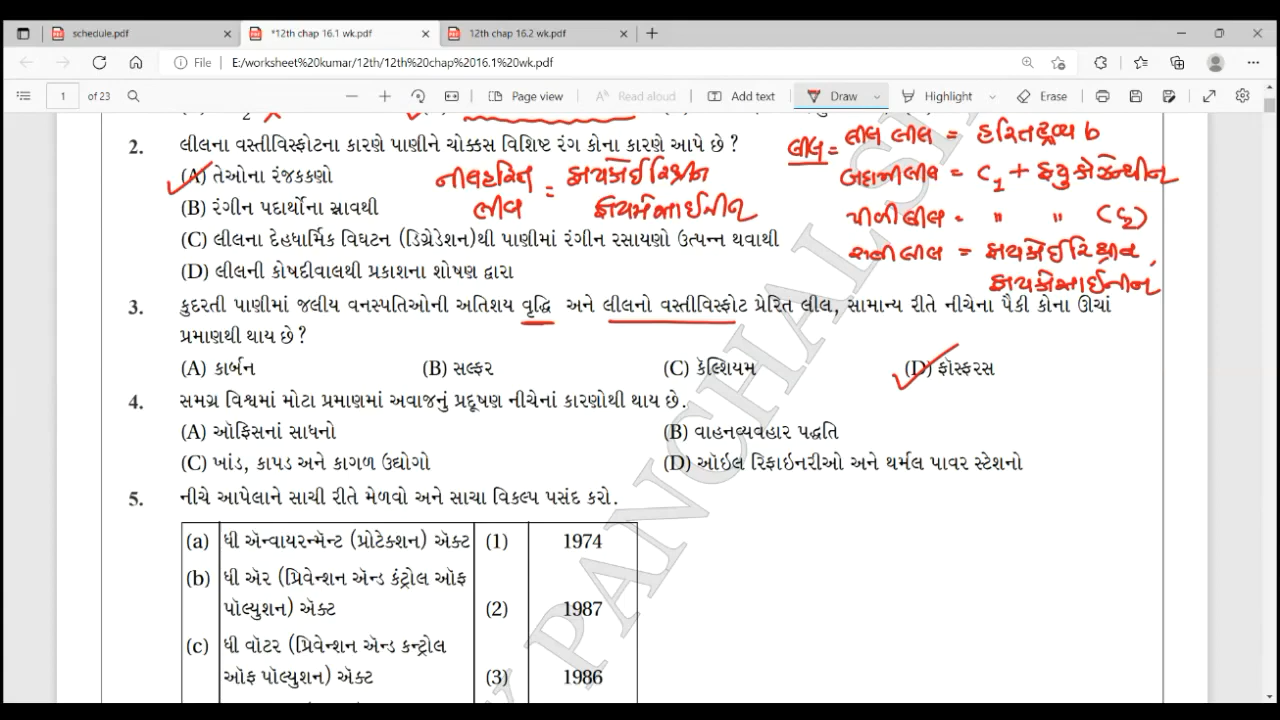 schedule.pdf
*12th chap 16.1 wk.pdf
12th chap 16.2 wk.pdf
File
E:/worksheet%20kumar/12th/12th%20chap%2016.1%20wk.pdf
1 of 23
Page view
Read aloud
Add text
Draw
Highlight
Erase
2. લીલના વસ્તીવિસ્ફોટના કારણે પાણીને ચોક્કસ વિશિષ્ટ રંગ કોના કારણે આપે છે ?
(A) તેઓના રંજકકણો
(B) રંગીન પદાર્થોના સ્રાવથી
(C) લીલના દેહધાર્મિક વિઘટન (ડિગ્રેડેશન)થી પાણીમાં રંગીન રસાયણો ઉત્પન્ન થવાથી
(D) લીલની કોષદીવાલથી પ્રકાશના શોષણ દ્વારા
નીલહરિત લીલ =
લીલ = લીલ લીલ = હરિતદ્રવ્ય b
બદામી લીલ = C1 +
પીળી લીલ = " " (C2)
3. કુદરતી પાણીમાં જલીય વનસ્પતિઓની અતિશય વૃદ્ધિ અને લીલનો વસ્તીવિસ્ફોટ પ્રેરિત લીલ, સામાન્ય રીતે નીચેના પૈકી કોના ઊંચાં
પ્રમાણથી થાય છે ?
(A) કાર્બન (B) સલ્ફર (C) કૅલ્શિયમ (D) ફૉસ્ફરસ
4. સમગ્ર વિશ્વમાં મોટા પ્રમાણમાં અવાજનું પ્રદૂષણ નીચેનાં કારણોથી થાય છે.
(A) ઑફિસનાં સાધનો (B) વાહનવ્યવહાર પદ્ધતિ
(C) ખાંડ, કાપડ અને કાગળ ઉદ્યોગો (D) ઑઇલ રિફાઇનરીઓ અને થર્મલ પાવર સ્ટેશનો
5. નીચે આપેલાને સાચી રીતે મેળવો અને સાચા વિકલ્પ પસંદ કરો.
(a) ધી ઍન્વાયરન્મૅન્ટ (પ્રોટેક્શન) ઍક્ટ (1) 1974
(b) ધી ઍર (પ્રિવેન્શન ઍન્ડ કંટ્રોલ ઑફ
પૉલ્યુશન) ઍક્ટ (2) 1987
(c) ધી વૉટર (પ્રિવેન્શન ઍન્ડ કન્ટ્રોલ
ઑફ પૉલ્યુશન) ઍક્ટ (3) 1986
PANCHAL